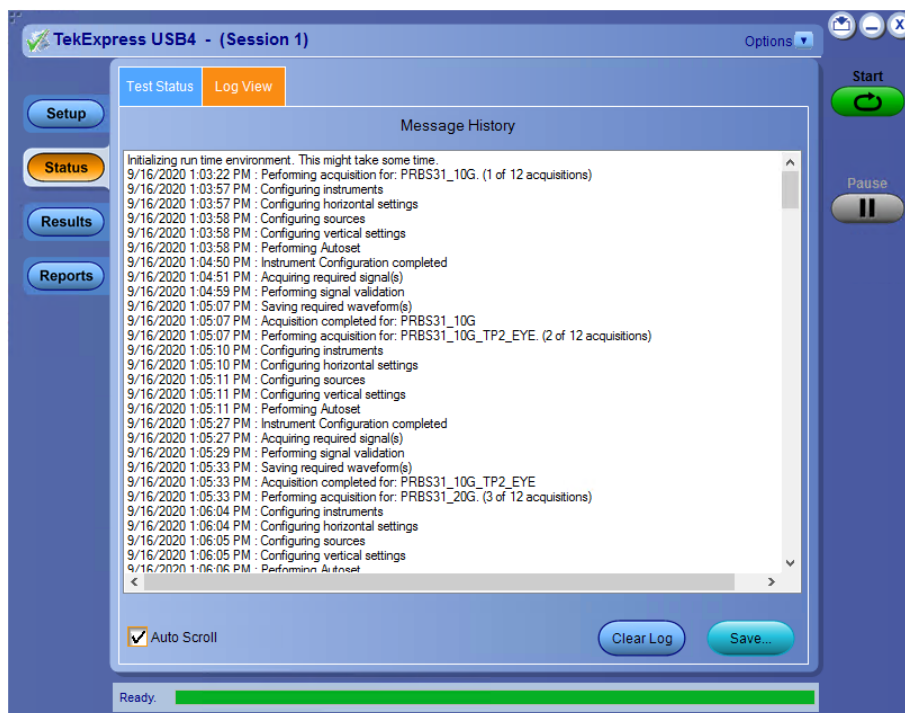 TekExpress USB4 - (Session 1)
Options
x
Start
Pause
Setup
Status
Results
Reports
Test Status
Log View
Message History
Initializing run time environment. This might take some time.
9/16/2020 1:03:22 PM : Performing acquisition for: PRBS31_10G. (1 of 12 acquisitions)
9/16/2020 1:03:57 PM : Configuring instruments
9/16/2020 1:03:57 PM : Configuring horizontal settings
9/16/2020 1:03:58 PM : Configuring sources
9/16/2020 1:03:58 PM : Configuring vertical settings
9/16/2020 1:03:58 PM : Performing Autoset
9/16/2020 1:04:50 PM : Instrument Configuration completed
9/16/2020 1:04:51 PM : Acquiring required signal(s)
9/16/2020 1:04:59 PM : Performing signal validation
9/16/2020 1:05:07 PM : Saving required waveform(s)
9/16/2020 1:05:07 PM : Acquisition completed for: PRBS31_10G
9/16/2020 1:05:07 PM : Performing acquisition for: PRBS31_10G_TP2_EYE. (2 of 12 acquisitions)
9/16/2020 1:05:10 PM : Configuring instruments
9/16/2020 1:05:10 PM : Configuring horizontal settings
9/16/2020 1:05:11 PM : Configuring sources
9/16/2020 1:05:11 PM : Configuring vertical settings
9/16/2020 1:05:11 PM : Performing Autoset
9/16/2020 1:05:27 PM : Instrument Configuration completed
9/16/2020 1:05:27 PM : Acquiring required signal(s)
9/16/2020 1:05:29 PM : Performing signal validation
9/16/2020 1:05:33 PM : Saving required waveform(s)
9/16/2020 1:05:33 PM : Acquisition completed for: PRBS31_10G_TP2_EYE
9/16/2020 1:05:33 PM : Performing acquisition for: PRBS31_20G. (3 of 12 acquisitions)
9/16/2020 1:06:04 PM : Configuring instruments
9/16/2020 1:06:04 PM : Configuring horizontal settings
9/16/2020 1:06:05 PM : Configuring sources
9/16/2020 1:06:05 PM : Configuring vertical settings
9/16/2020 1:06:06 PM : Performing Autoset
Auto Scroll
Clear Log
Save...
Ready.